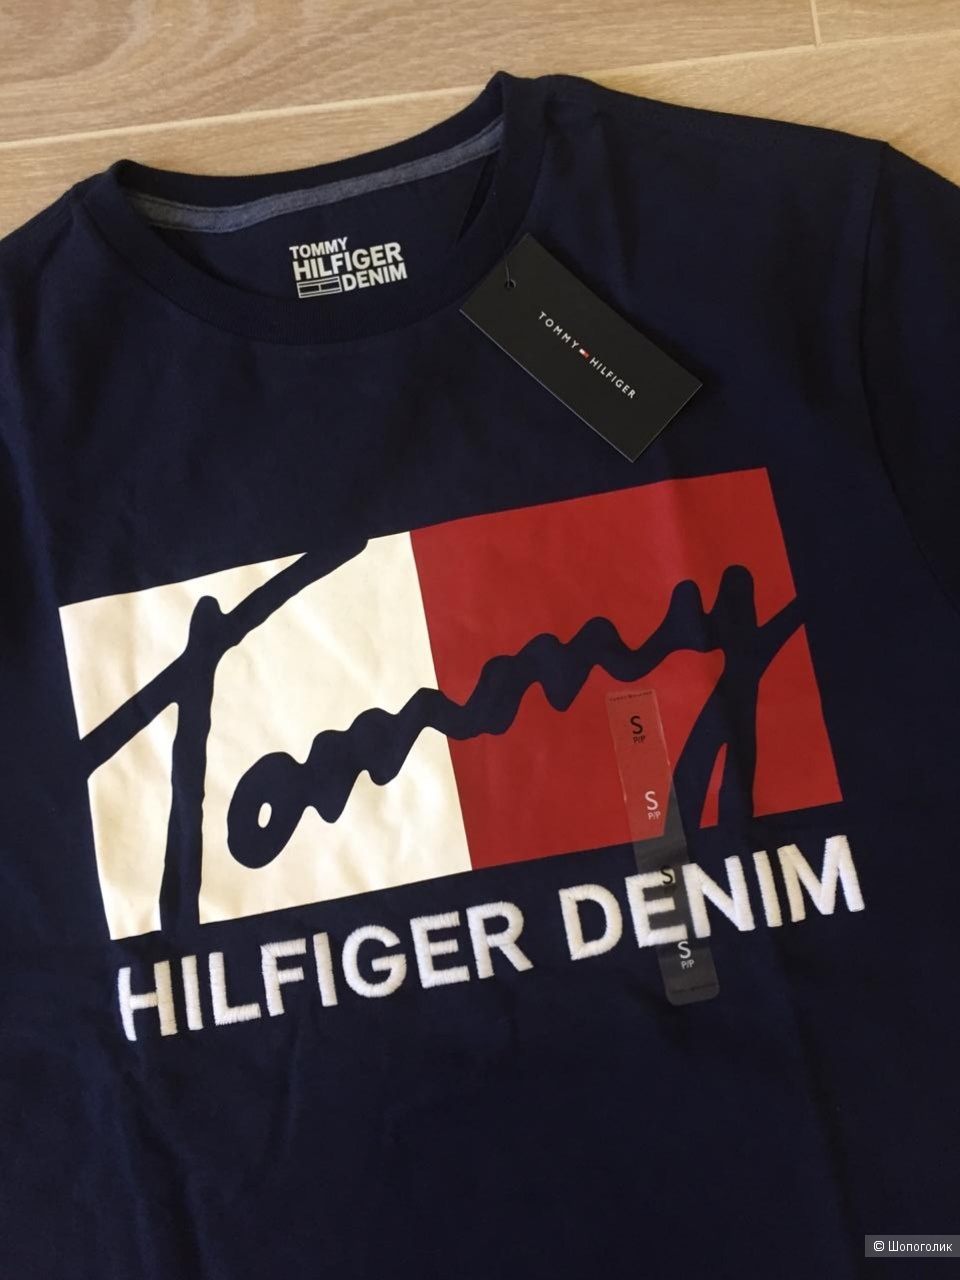 TOMMY
HILFIGER
DENIM
TOMMY HILFIGER
Tommy
S
P/P
S
P/P
S
HILFIGER DENIM
S
P/P
© Шопоголик